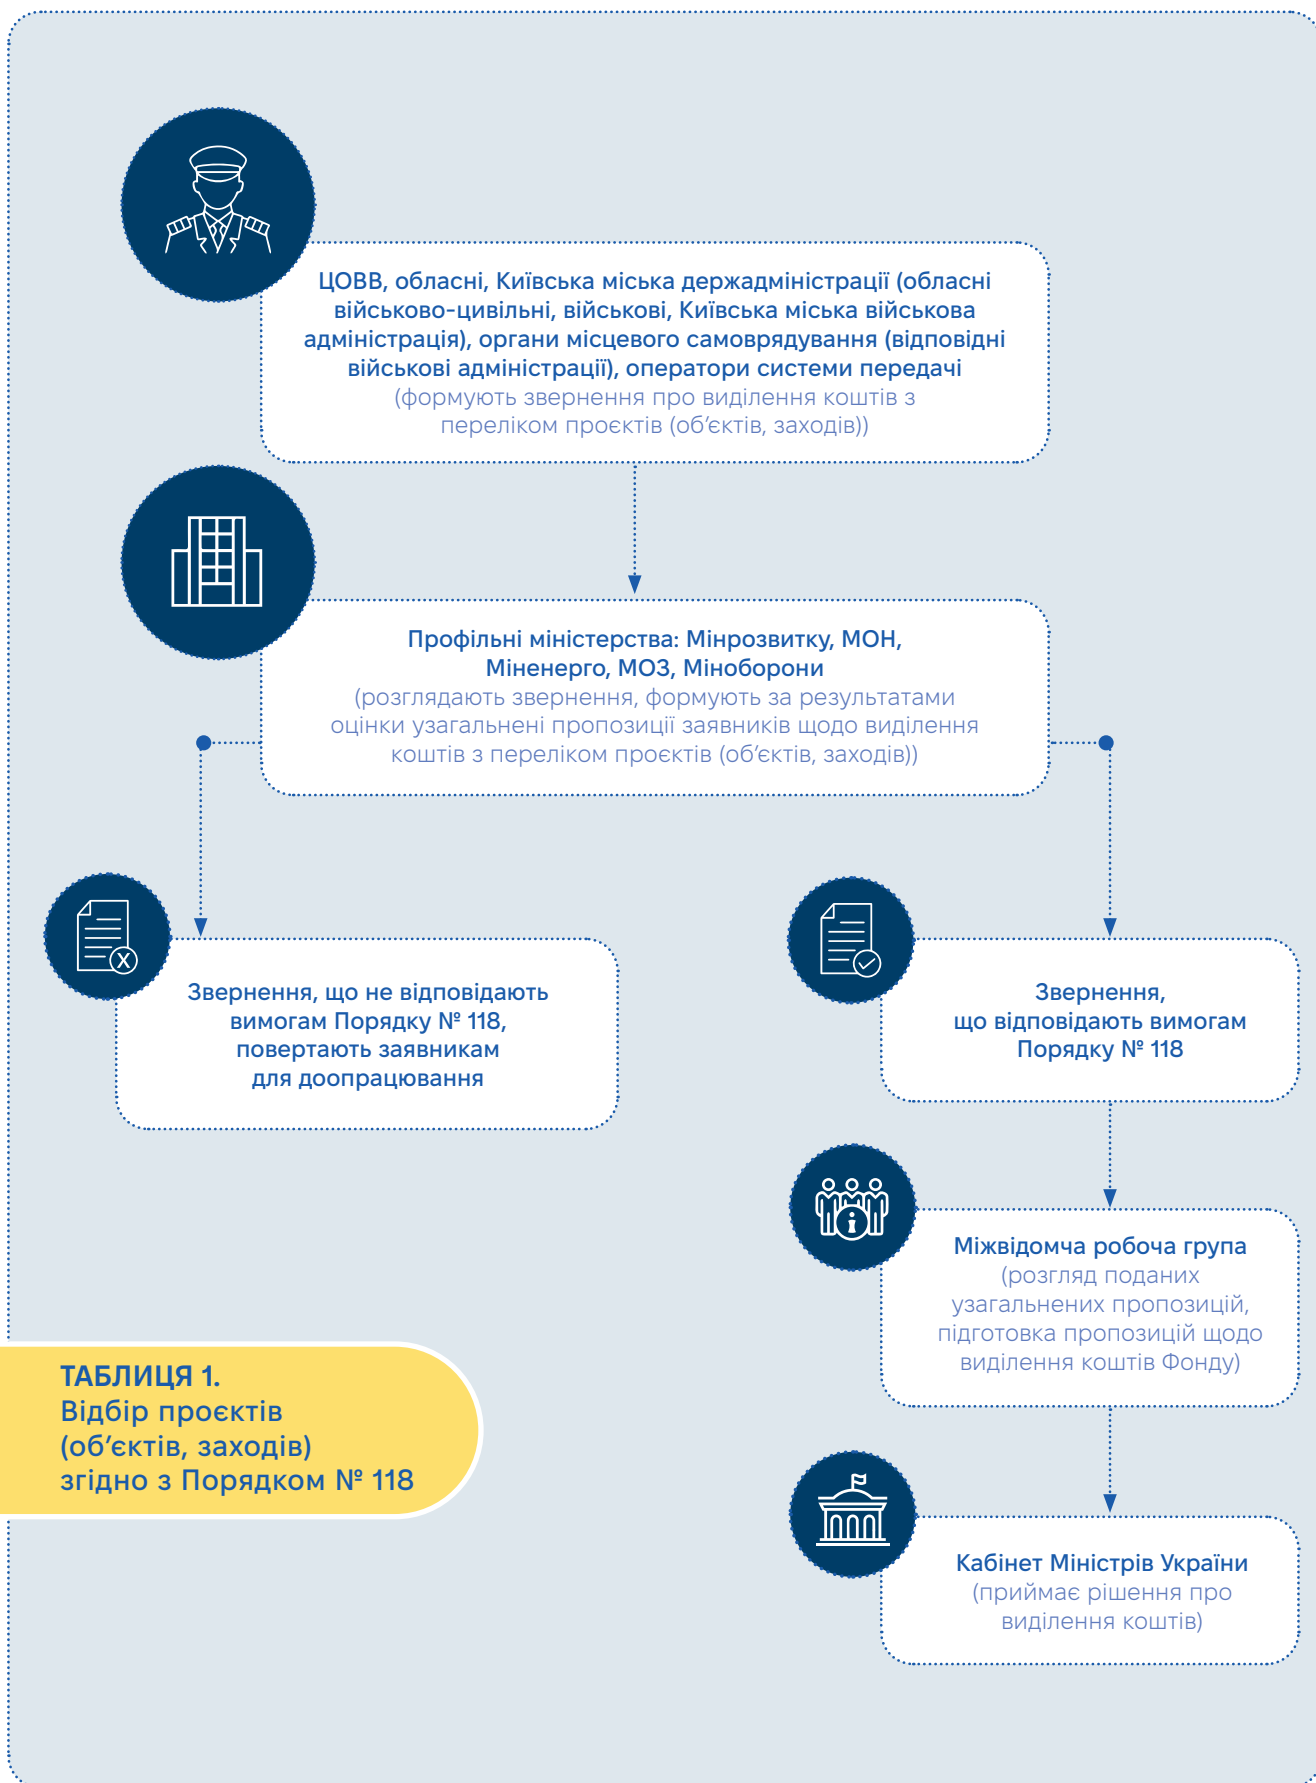 ЦОВВ, обласні, Київська міська держадміністрації (обласні
військово-цивільні, військові, Київська міська військова
адміністрація), органи місцевого самоврядування (відповідні
військові адміністрації), оператори системи передачі
(формують звернення про виділення коштів з
переліком проєктів (об’єктів, заходів))
Профільні міністерства: Мінрозвитку, МОН,
Міненерго, МОЗ, Міноборони
(розглядають звернення, формують за результатами
оцінки узагальнені пропозиції заявників щодо виділення
коштів з переліком проєктів (об’єктів, заходів))
X
Звернення, що не відповідають
вимогам Порядку № 118,
повертають заявникам
для доопрацювання
Звернення,
що відповідають вимогам
Порядку № 118
i
Міжвідомча робоча група
(розгляд поданих
узагальнених пропозицій,
підготовка пропозицій щодо
виділення коштів Фонду)
ТАБЛИЦЯ 1.
Відбір проєктів
(об’єктів, заходів)
згідно з Порядком № 118
Кабінет Міністрів України
(приймає рішення про
виділення коштів)